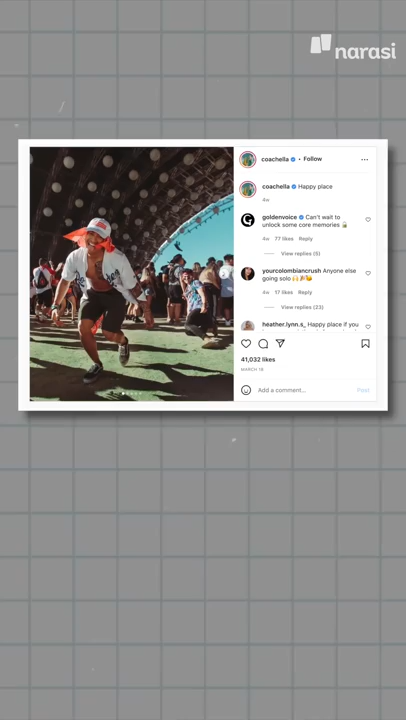 narasi
coachella • Follow
coachella Happy place
4w
goldenvoice Can't wait to
unlock some core memories
4w 77 likes Reply
View replies (5)
yourcolombiancrush Anyone else
going solo
4w 17 likes Reply
View replies (23)
heather.lynn.s_ Happy place if you
41,032 likes
MARCH 16
Add a comment... Post